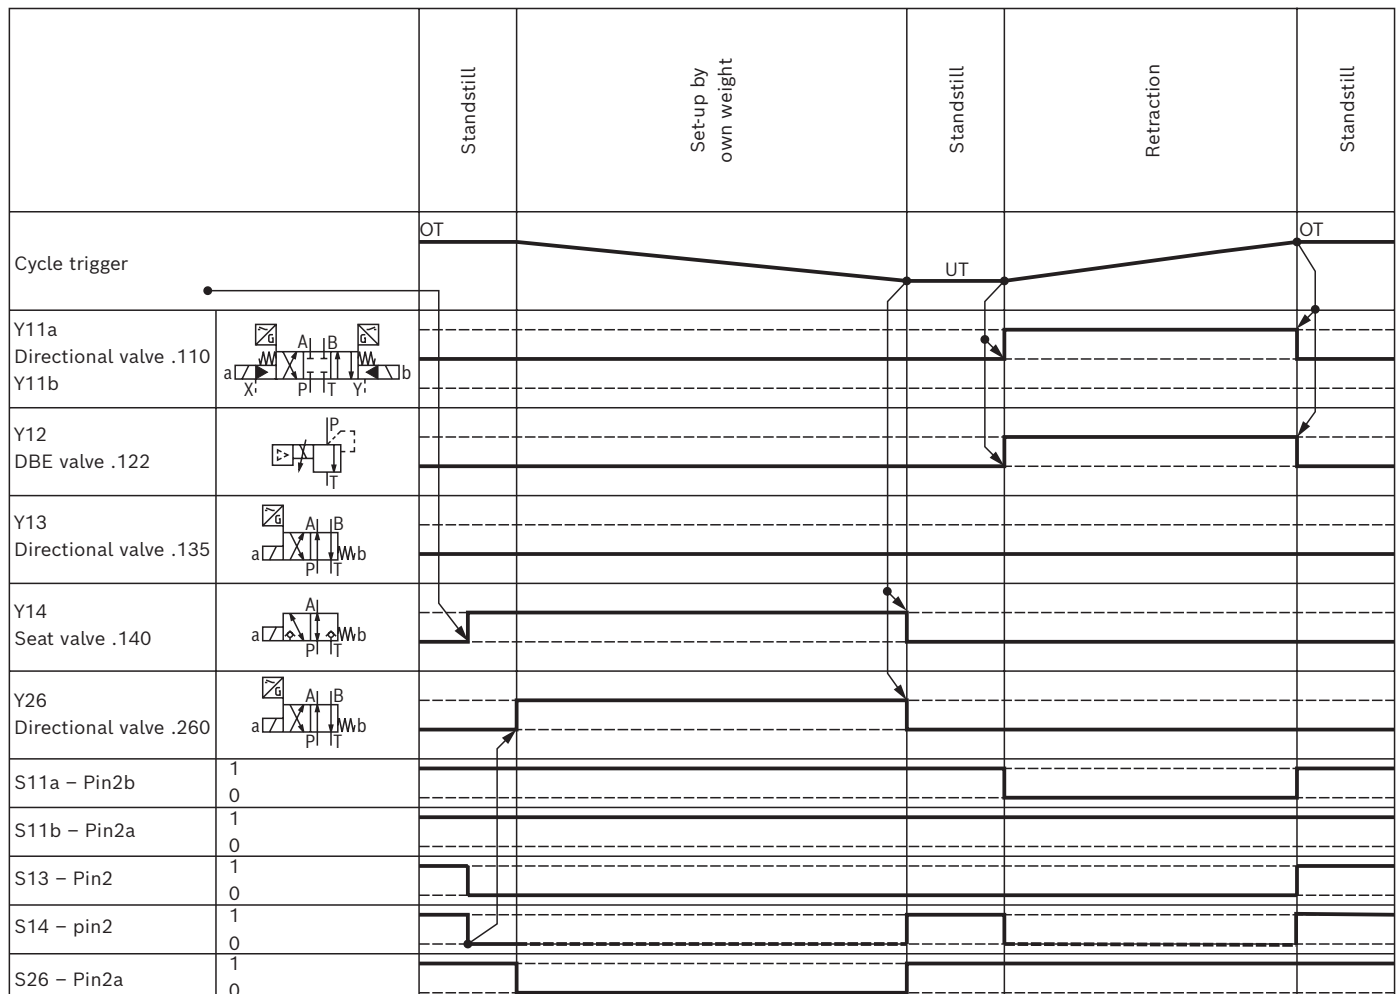 Standstill
Set-up by
own weight
Standstill
Retraction
Standstill
Cycle trigger
OT
UT
OT
Y11a
Directional valve .110
Y11b
G
G
A B
a
b
X P T Y
Y12
DBE valve .122
P
T
Y13
Directional valve .135
G
A B
a
b
P T
Y14
Seat valve .140
A
a
b
P T
Y26
Directional valve .260
G
A B
a
b
P T
S11a – Pin2b
1
0
S11b – Pin2a
1
0
S13 – Pin2
1
0
S14 – pin2
1
0
S26 – Pin2a
1
0